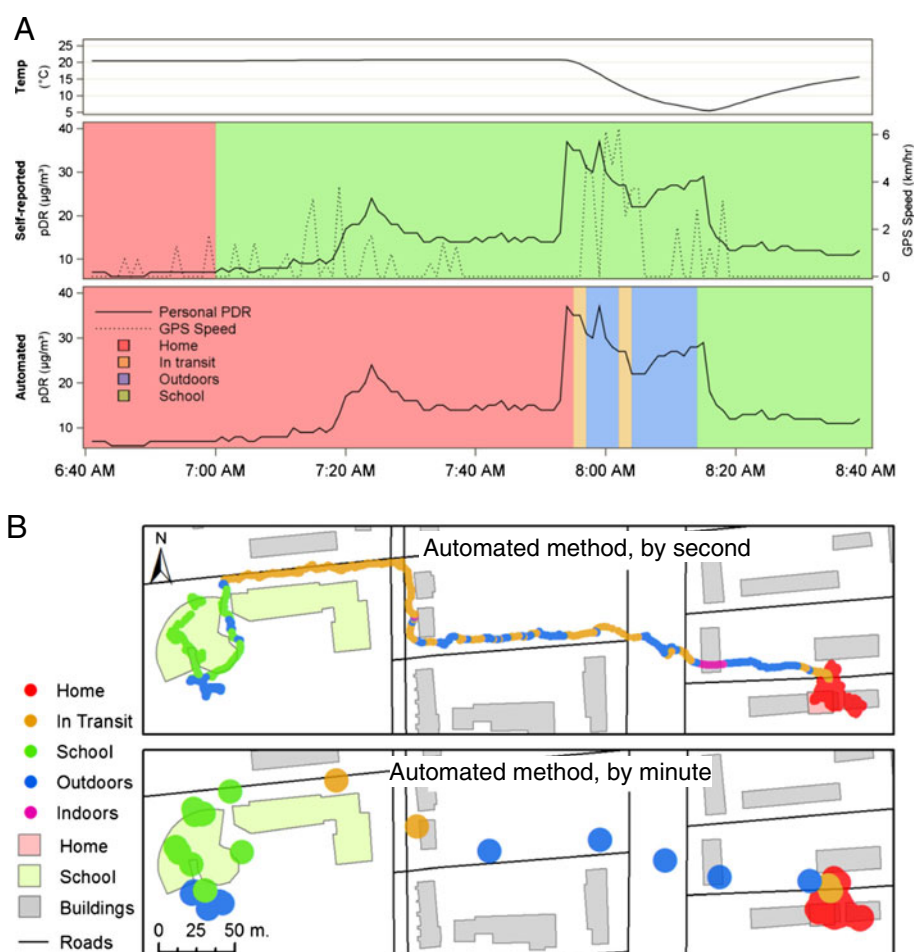 A
Temp
(°C)
25
20
15
10
5
Self-reported
pDR (µg/m³)
40
30
20
10
6
4
2
0
GPS Speed (km/hr)
Automated
pDR (µg/m³)
40
30
20
10
Personal PDR
GPS Speed
Home
In transit
Outdoors
School
6:40 AM 7:00 AM 7:20 AM 7:40 AM 8:00 AM 8:20 AM 8:40 AM
B
N
Automated method, by second
Home
In Transit
School
Outdoors
Indoors
Home
School
Buildings
Roads
Automated method, by minute
0 25 50 m.